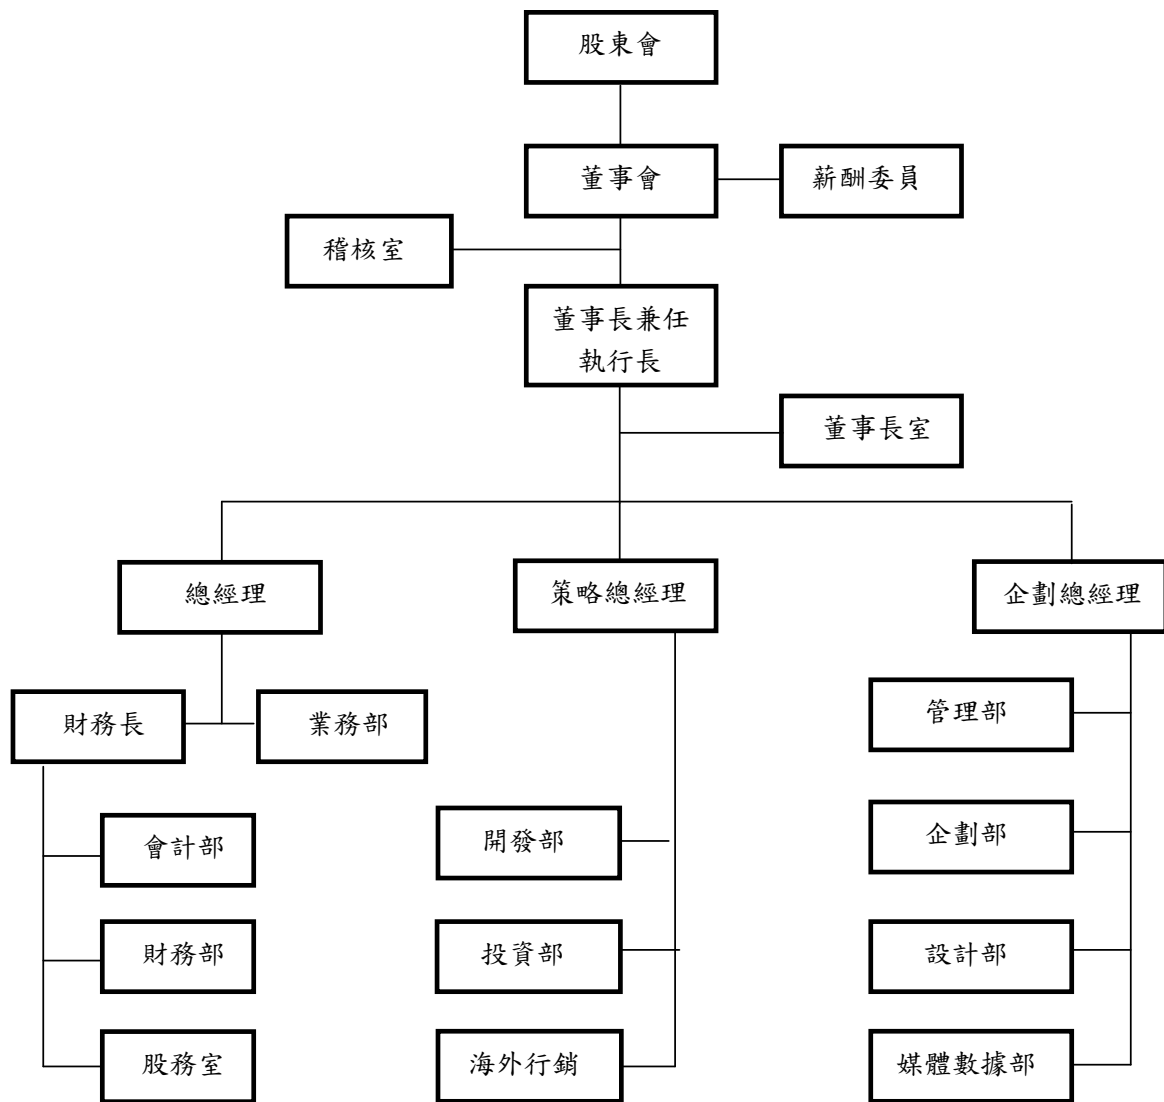 股東會
董事會
薪酬委員
稽核室
董事長兼任
執行長
董事長室
總經理
策略總經理
企劃總經理
財務長
業務部
管理部
會計部
開發部
企劃部
財務部
投資部
設計部
股務室
海外行銷
媒體數據部